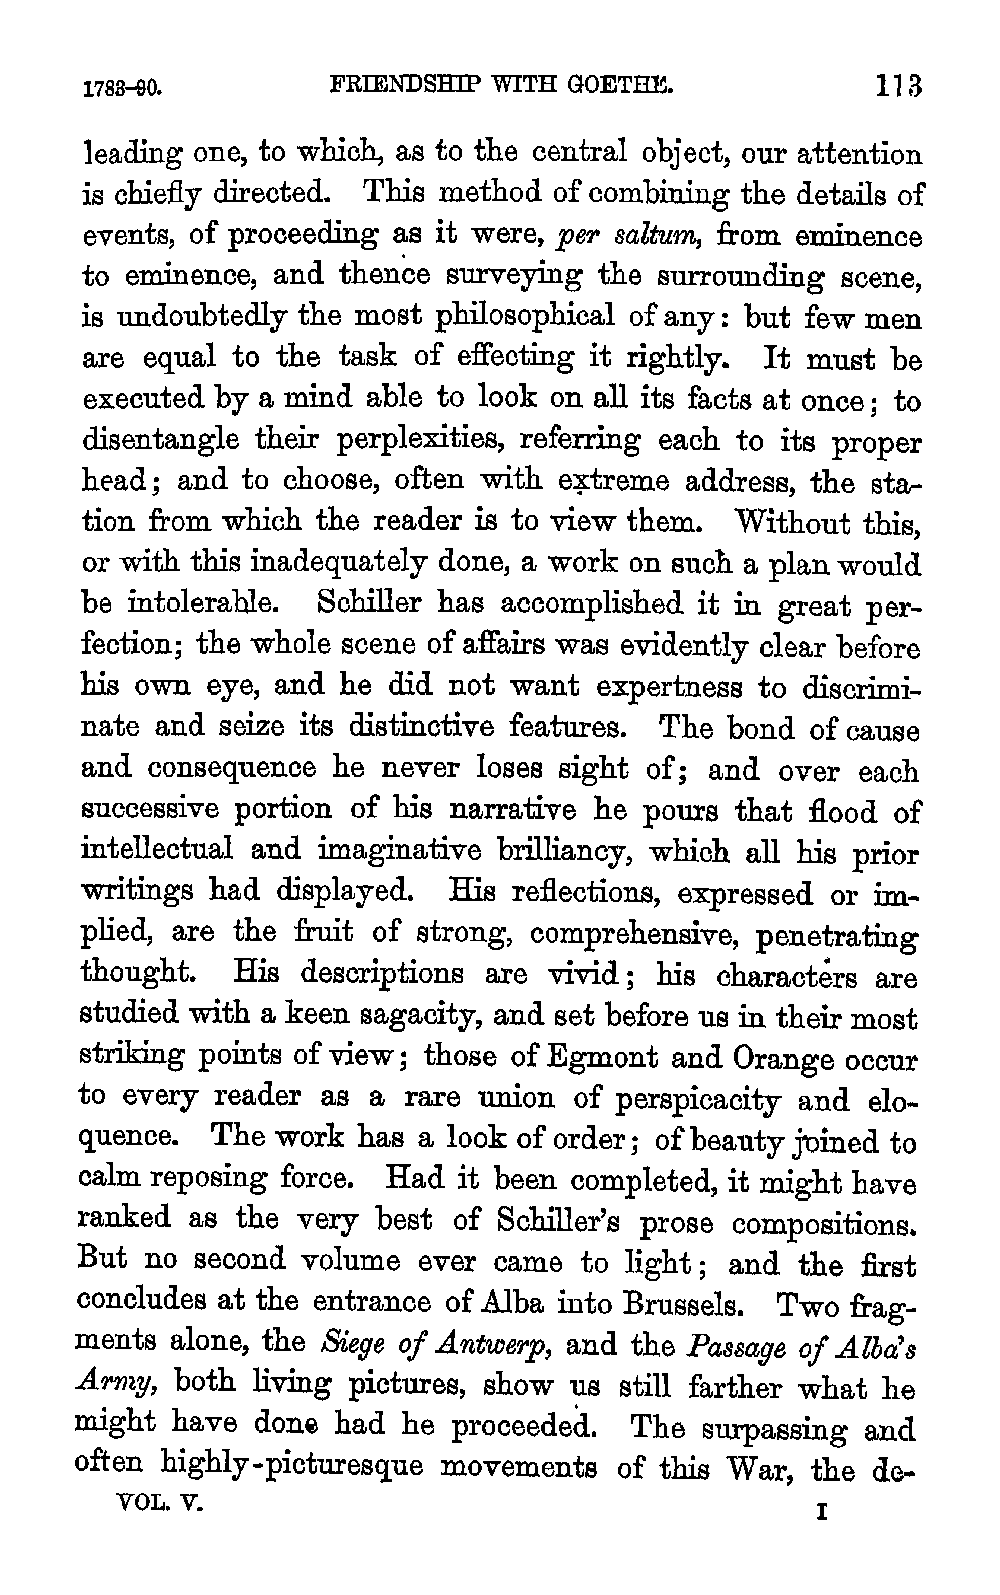 1783-90. FRIENDSHIP WITH GOETHE. 113
leading one, to which, as to the central object, our attention
is chiefly directed. This method of combining the details of
events, of proceeding as it were, per saltum, from eminence
to eminence, and thence surveying the surrounding scene,
is undoubtedly the most philosophical of any: but few men
are equal to the task of effecting it rightly. It must be
executed by a mind able to look on all its facts at once; to
disentangle their perplexities, referring each to its proper
head; and to choose, often with extreme address, the sta-
tion from which the reader is to view them. Without this,
or with this inadequately done, a work on such a plan would
be intolerable. Schiller has accomplished it in great per-
fection; the whole scene of affairs was evidently clear before
his own eye, and he did not want expertness to discrimi-
nate and seize its distinctive features. The bond of cause
and consequence he never loses sight of; and over each
successive portion of his narrative he pours that flood of
intellectual and imaginative brilliancy, which all his prior
writings had displayed. His reflections, expressed or im-
plied, are the fruit of strong, comprehensive, penetrating
thought. His descriptions are vivid; his characters are
studied with a keen sagacity, and set before us in their most
striking points of view; those of Egmont and Orange occur
to every reader as a rare union of perspicacity and elo-
quence. The work has a look of order; of beauty joined to
calm reposing force. Had it been completed, it might have
ranked as the very best of Schiller's prose compositions.
But no second volume ever came to light; and the first
concludes at the entrance of Alba into Brussels. Two frag-
ments alone, the Siege of Antwerp, and the Passage of Alba's
Army, both living pictures, show us still farther what he
might have done had he proceeded. The surpassing and
often highly-picturesque movements of this War, the de-
VOL. V. I